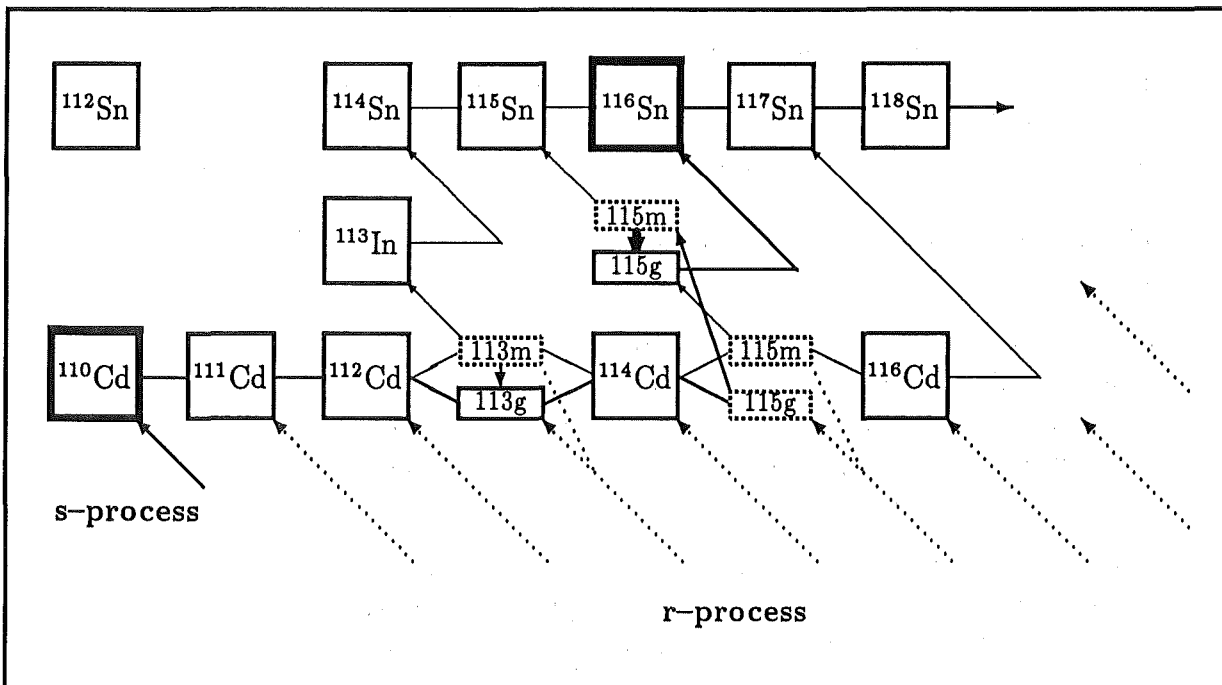 ¹¹²Sn ¹¹⁴Sn ¹¹⁵Sn ¹¹⁶Sn ¹¹⁷Sn ¹¹⁸Sn
115m
¹¹³In
115g
113m 115m
¹¹⁰Cd ¹¹¹Cd ¹¹²Cd ¹¹⁴Cd ¹¹⁶Cd
113g 115g
s–process
r–process